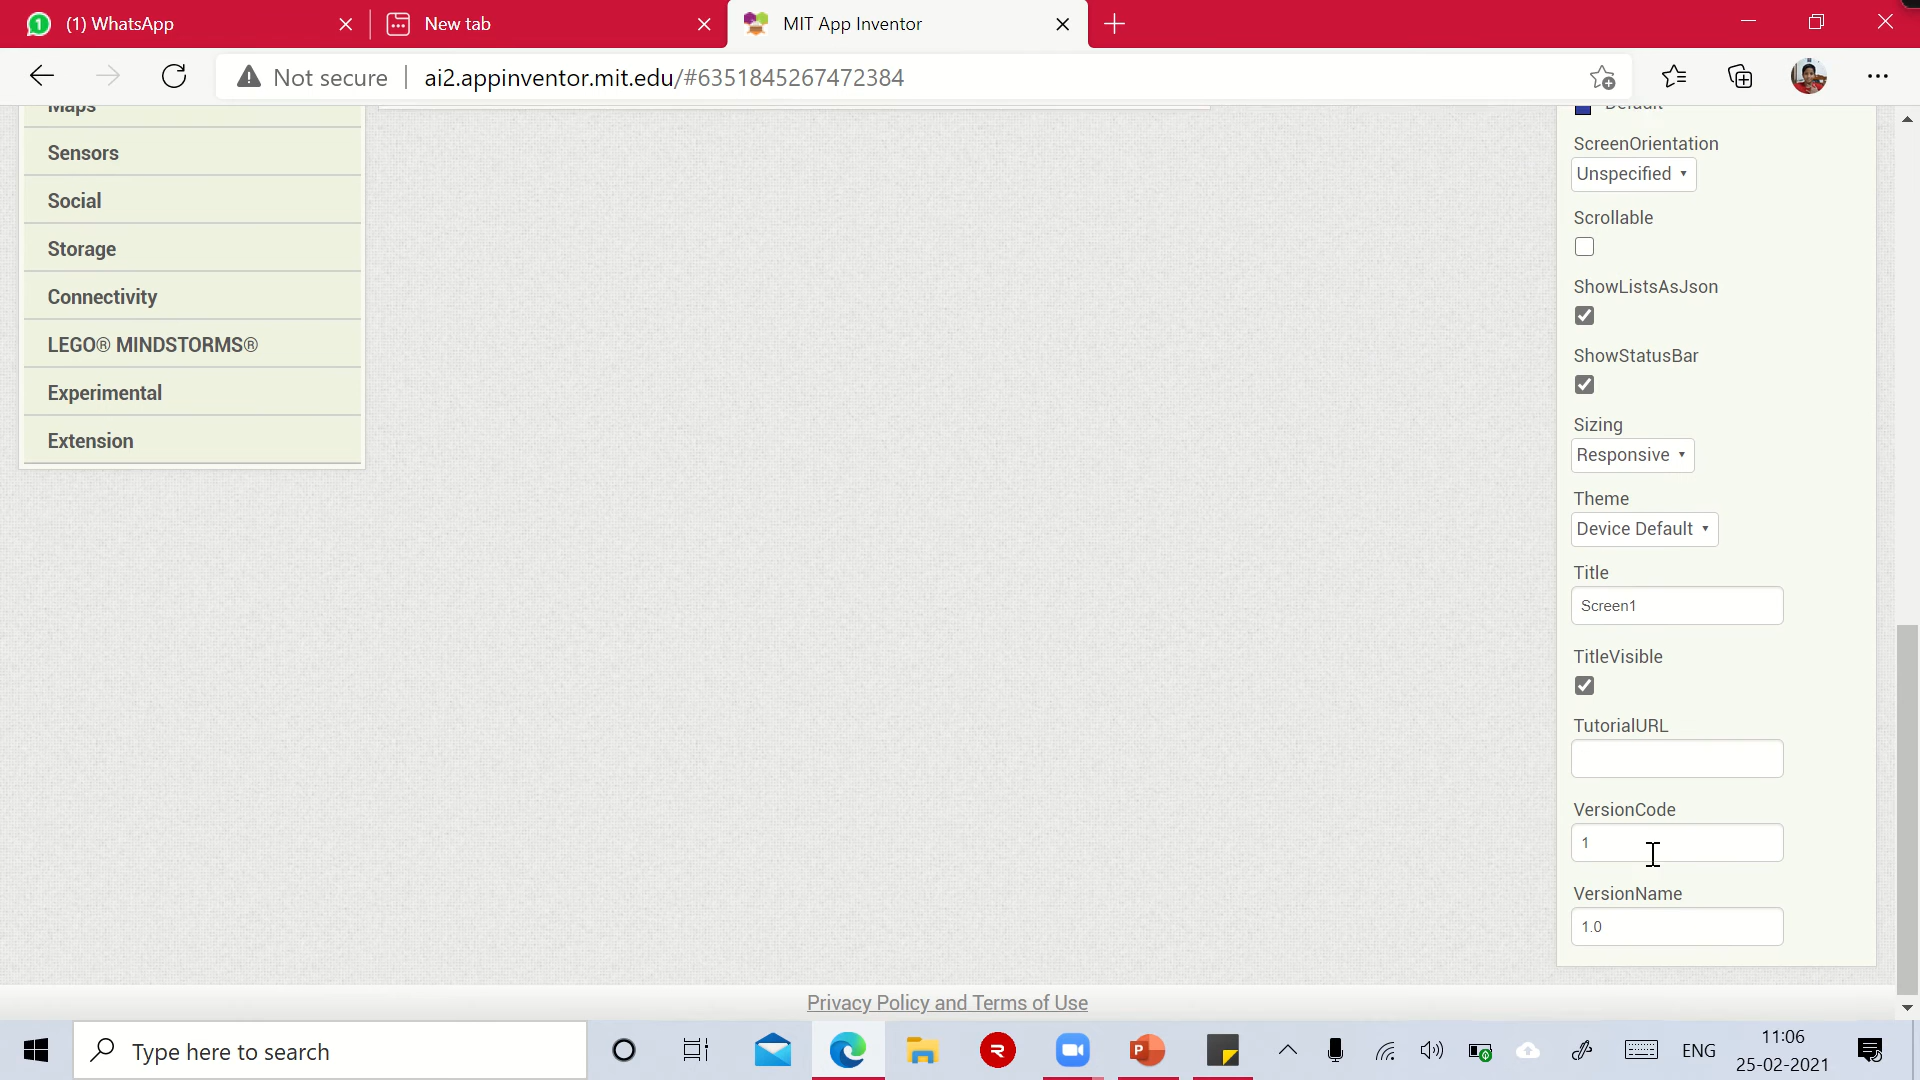 (1) WhatsApp
New tab
MIT App Inventor
Not secure
ai2.appinventor.mit.edu/#6351845267472384
Maps
Sensors
Social
Storage
Connectivity
LEGO® MINDSTORMS®
Experimental
Extension
Default
ScreenOrientation
Unspecified
Scrollable
ShowListsAsJson
ShowStatusBar
Sizing
Responsive
Theme
Device Default
Title
Screen1
TitleVisible
TutorialURL
VersionCode
1
VersionName
1.0
Privacy Policy and Terms of Use
Type here to search
ENG
11:06
25-02-2021